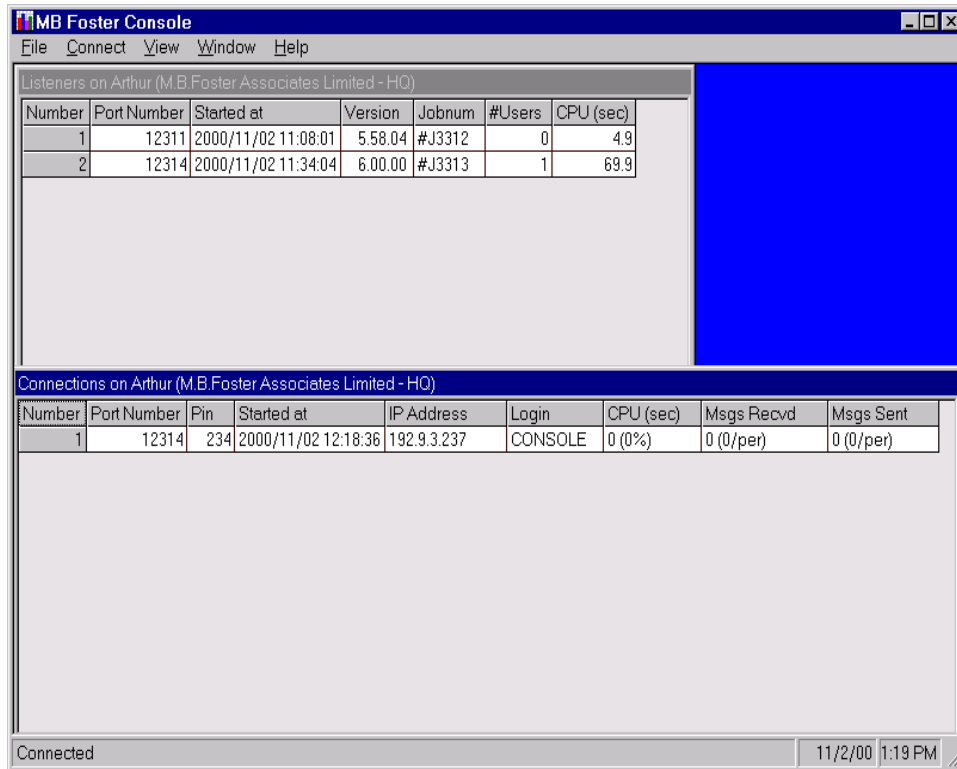 MB Foster Console
File Connect View Window Help
Listeners on Arthur (M.B.Foster Associates Limited - HQ)
Number Port Number Started at Version Jobnum #Users CPU (sec)
1 12311 2000/11/02 11:08:01 5.58.04 #J3312 0 4.9
2 12314 2000/11/02 11:34:04 6.00.00 #J3313 1 69.9
Connections on Arthur (M.B.Foster Associates Limited - HQ)
Number Port Number Pin Started at IP Address Login CPU (sec) Msgs Recvd Msgs Sent
1 12314 234 2000/11/02 12:18:36 192.9.3.237 CONSOLE 0 (0%) 0 (0/per) 0 (0/per)
Connected 11/2/00 1:19 PM